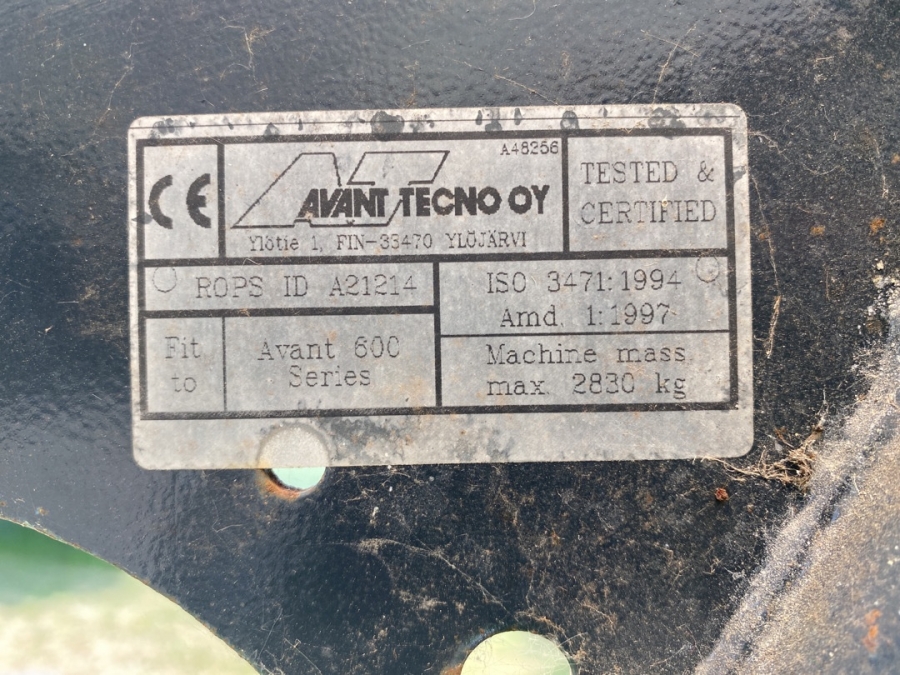 CE
A48256
AVANT TECNO OY
Ylötie 1, FIN-33470 YLÖJÄRVI
TESTED &
CERTIFIED
ROPS ID A21214
ISO 3471:1994
Amd. 1:1997
Fit
to
Avant 600
Series
Machine mass
max. 2830 kg